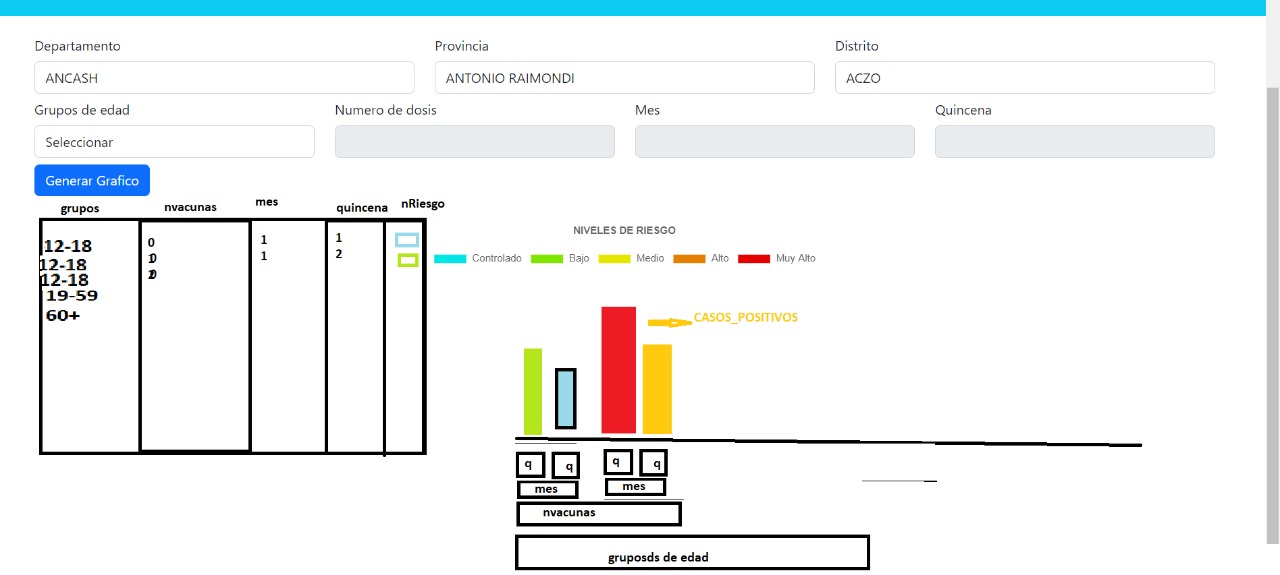 Departamento Provincia Distrito
ANCASH ANTONIO RAIMONDI ACZO
Grupos de edad Numero de dosis Mes Quincena
Seleccionar
Generar Grafico
grupos nvacunas mes quincena nRiesgo
12-18 0 1 1
12-18 0 1 2
12-18
19-59
60+
NIVELES DE RIESGO
Controlado Bajo Medio Alto Muy Alto
CASOS_POSITIVOS
q q q q
mes mes
nvacunas
gruposds de edad